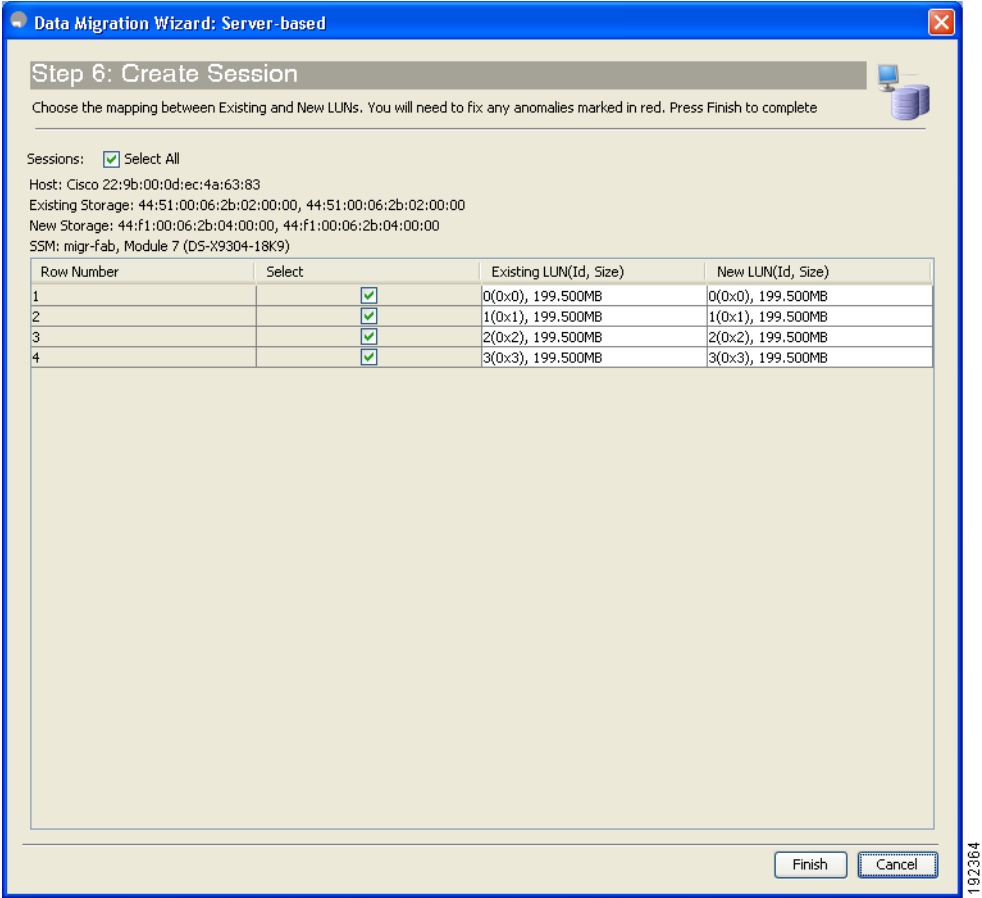 Data Migration Wizard: Server-based
Step 6: Create Session
Choose the mapping between Existing and New LUNs. You will need to fix any anomalies marked in red. Press Finish to complete
Sessions: Select All
Host: Cisco 22:9b:00:0d:ec:4a:63:83
Existing Storage: 44:51:00:06:2b:02:00:00, 44:51:00:06:2b:02:00:00
New Storage: 44:f1:00:06:2b:04:00:00, 44:f1:00:06:2b:04:00:00
SSM: migr-fab, Module 7 (DS-X9304-18K9)
Row Number Select Existing LUN(Id, Size) New LUN(Id, Size)
1 0(0x0), 199.500MB 0(0x0), 199.500MB
2 1(0x1), 199.500MB 1(0x1), 199.500MB
3 2(0x2), 199.500MB 2(0x2), 199.500MB
4 3(0x3), 199.500MB 3(0x3), 199.500MB
Finish Cancel
192364